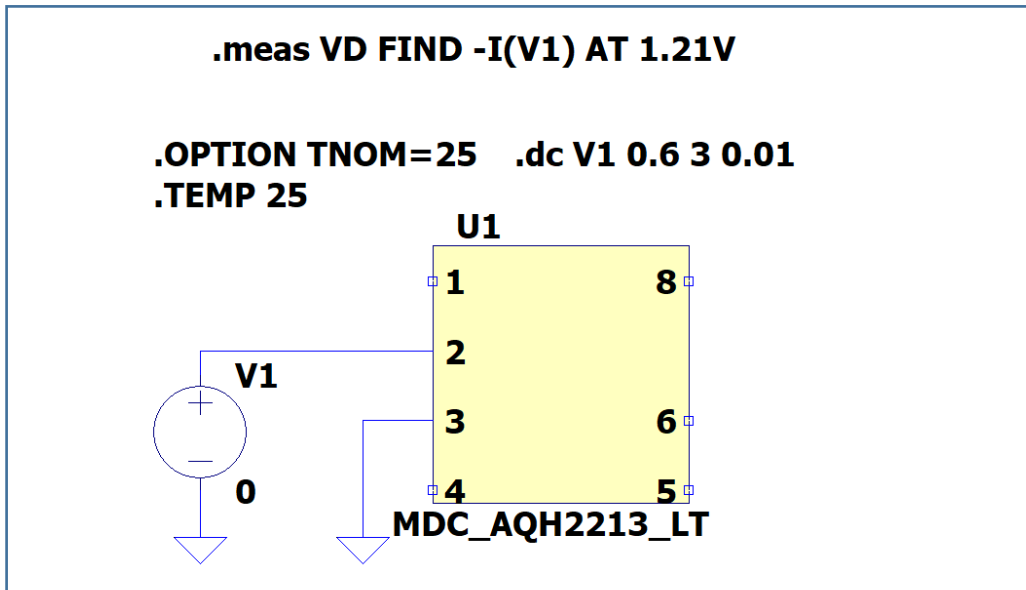 .meas VD FIND -I(V1) AT 1.21V
.OPTION TNOM=25 .dc V1 0.6 3 0.01
.TEMP 25
U1
1 8
2
V1
3 6
0
4 5
MDC_AQH2213_LT